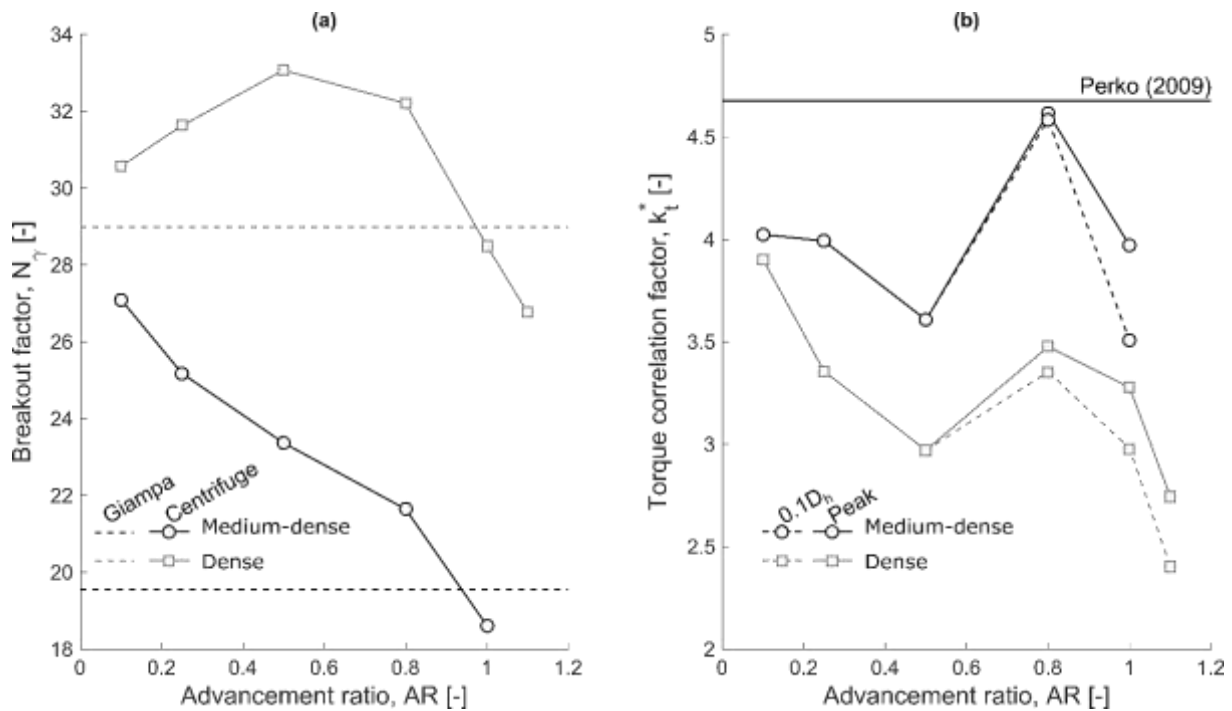 (a)
34
32
30
28
26
24
22
20
18
0
0.2
0.4
0.6
0.8
1
1.2
Breakout factor, Nγ [-]
Advancement ratio, AR [-]
Giampa
Centrifuge
Medium-dense
Dense
(b)
5
4.5
4
3.5
3
2.5
2
0
0.2
0.4
0.6
0.8
1
1.2
Torque correlation factor, kt* [-]
Advancement ratio, AR [-]
Perko (2009)
0.1Dh
Peak
Medium-dense
Dense